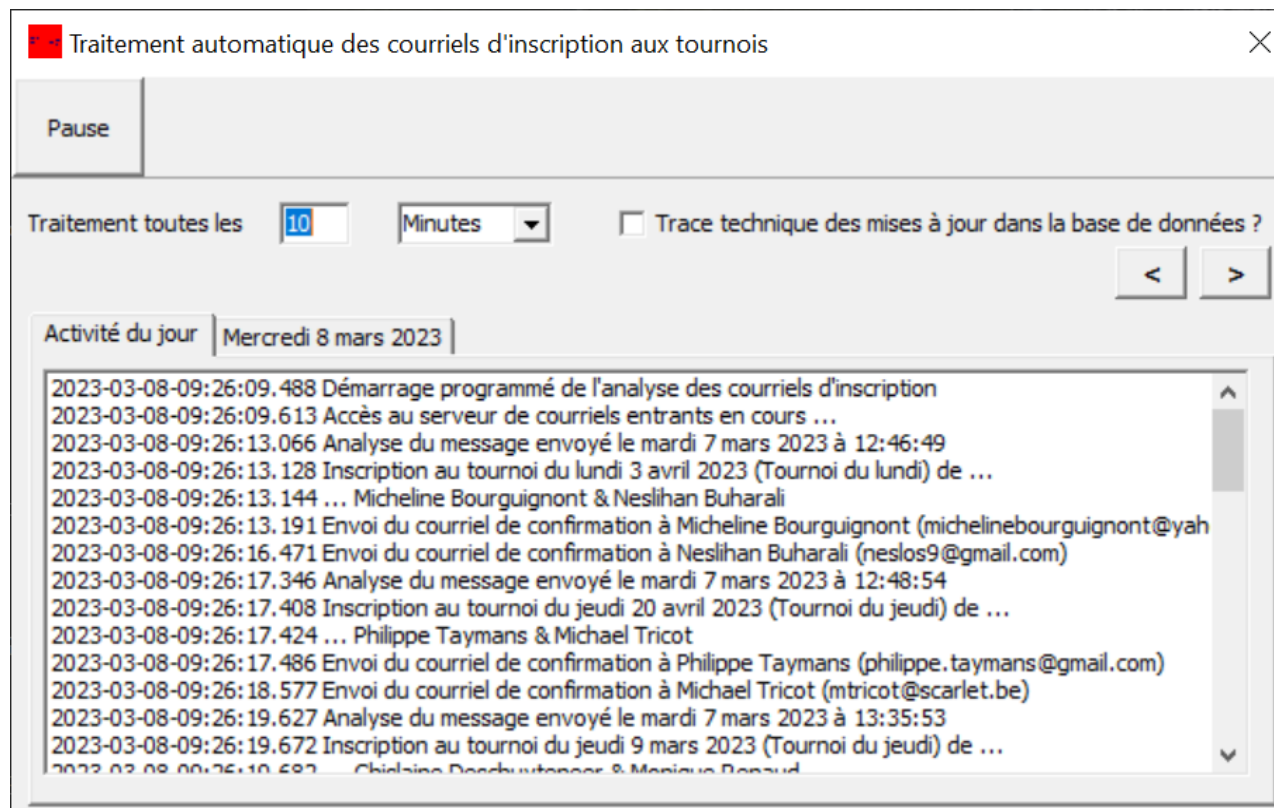 Traitement automatique des courriels d'inscription aux tournois
Pause
Traitement toutes les 10 Minutes Trace technique des mises à jour dans la base de données ?
< >
Activité du jour Mercredi 8 mars 2023
2023-03-08-09:26:09.488 Démarrage programmé de l'analyse des courriels d'inscription
2023-03-08-09:26:09.613 Accès au serveur de courriels entrants en cours ...
2023-03-08-09:26:13.066 Analyse du message envoyé le mardi 7 mars 2023 à 12:46:49
2023-03-08-09:26:13.128 Inscription au tournoi du lundi 3 avril 2023 (Tournoi du lundi) de ...
2023-03-08-09:26:13.144 ... Micheline Bourguignont & Neslihan Buharali
2023-03-08-09:26:13.191 Envoi du courriel de confirmation à Micheline Bourguignont (michelinebourguignont@yah
2023-03-08-09:26:16.471 Envoi du courriel de confirmation à Neslihan Buharali (neslos9@gmail.com)
2023-03-08-09:26:17.346 Analyse du message envoyé le mardi 7 mars 2023 à 12:48:54
2023-03-08-09:26:17.408 Inscription au tournoi du jeudi 20 avril 2023 (Tournoi du jeudi) de ...
2023-03-08-09:26:17.424 ... Philippe Taymans & Michael Tricot
2023-03-08-09:26:17.486 Envoi du courriel de confirmation à Philippe Taymans (philippe.taymans@gmail.com)
2023-03-08-09:26:18.577 Envoi du courriel de confirmation à Michael Tricot (mtricot@scarlet.be)
2023-03-08-09:26:19.627 Analyse du message envoyé le mardi 7 mars 2023 à 13:35:53
2023-03-08-09:26:19.672 Inscription au tournoi du jeudi 9 mars 2023 (Tournoi du jeudi) de ...
2023-03-08-09:26:19.682 ... Ghislaine Deschuyteneer & Monique Renaud